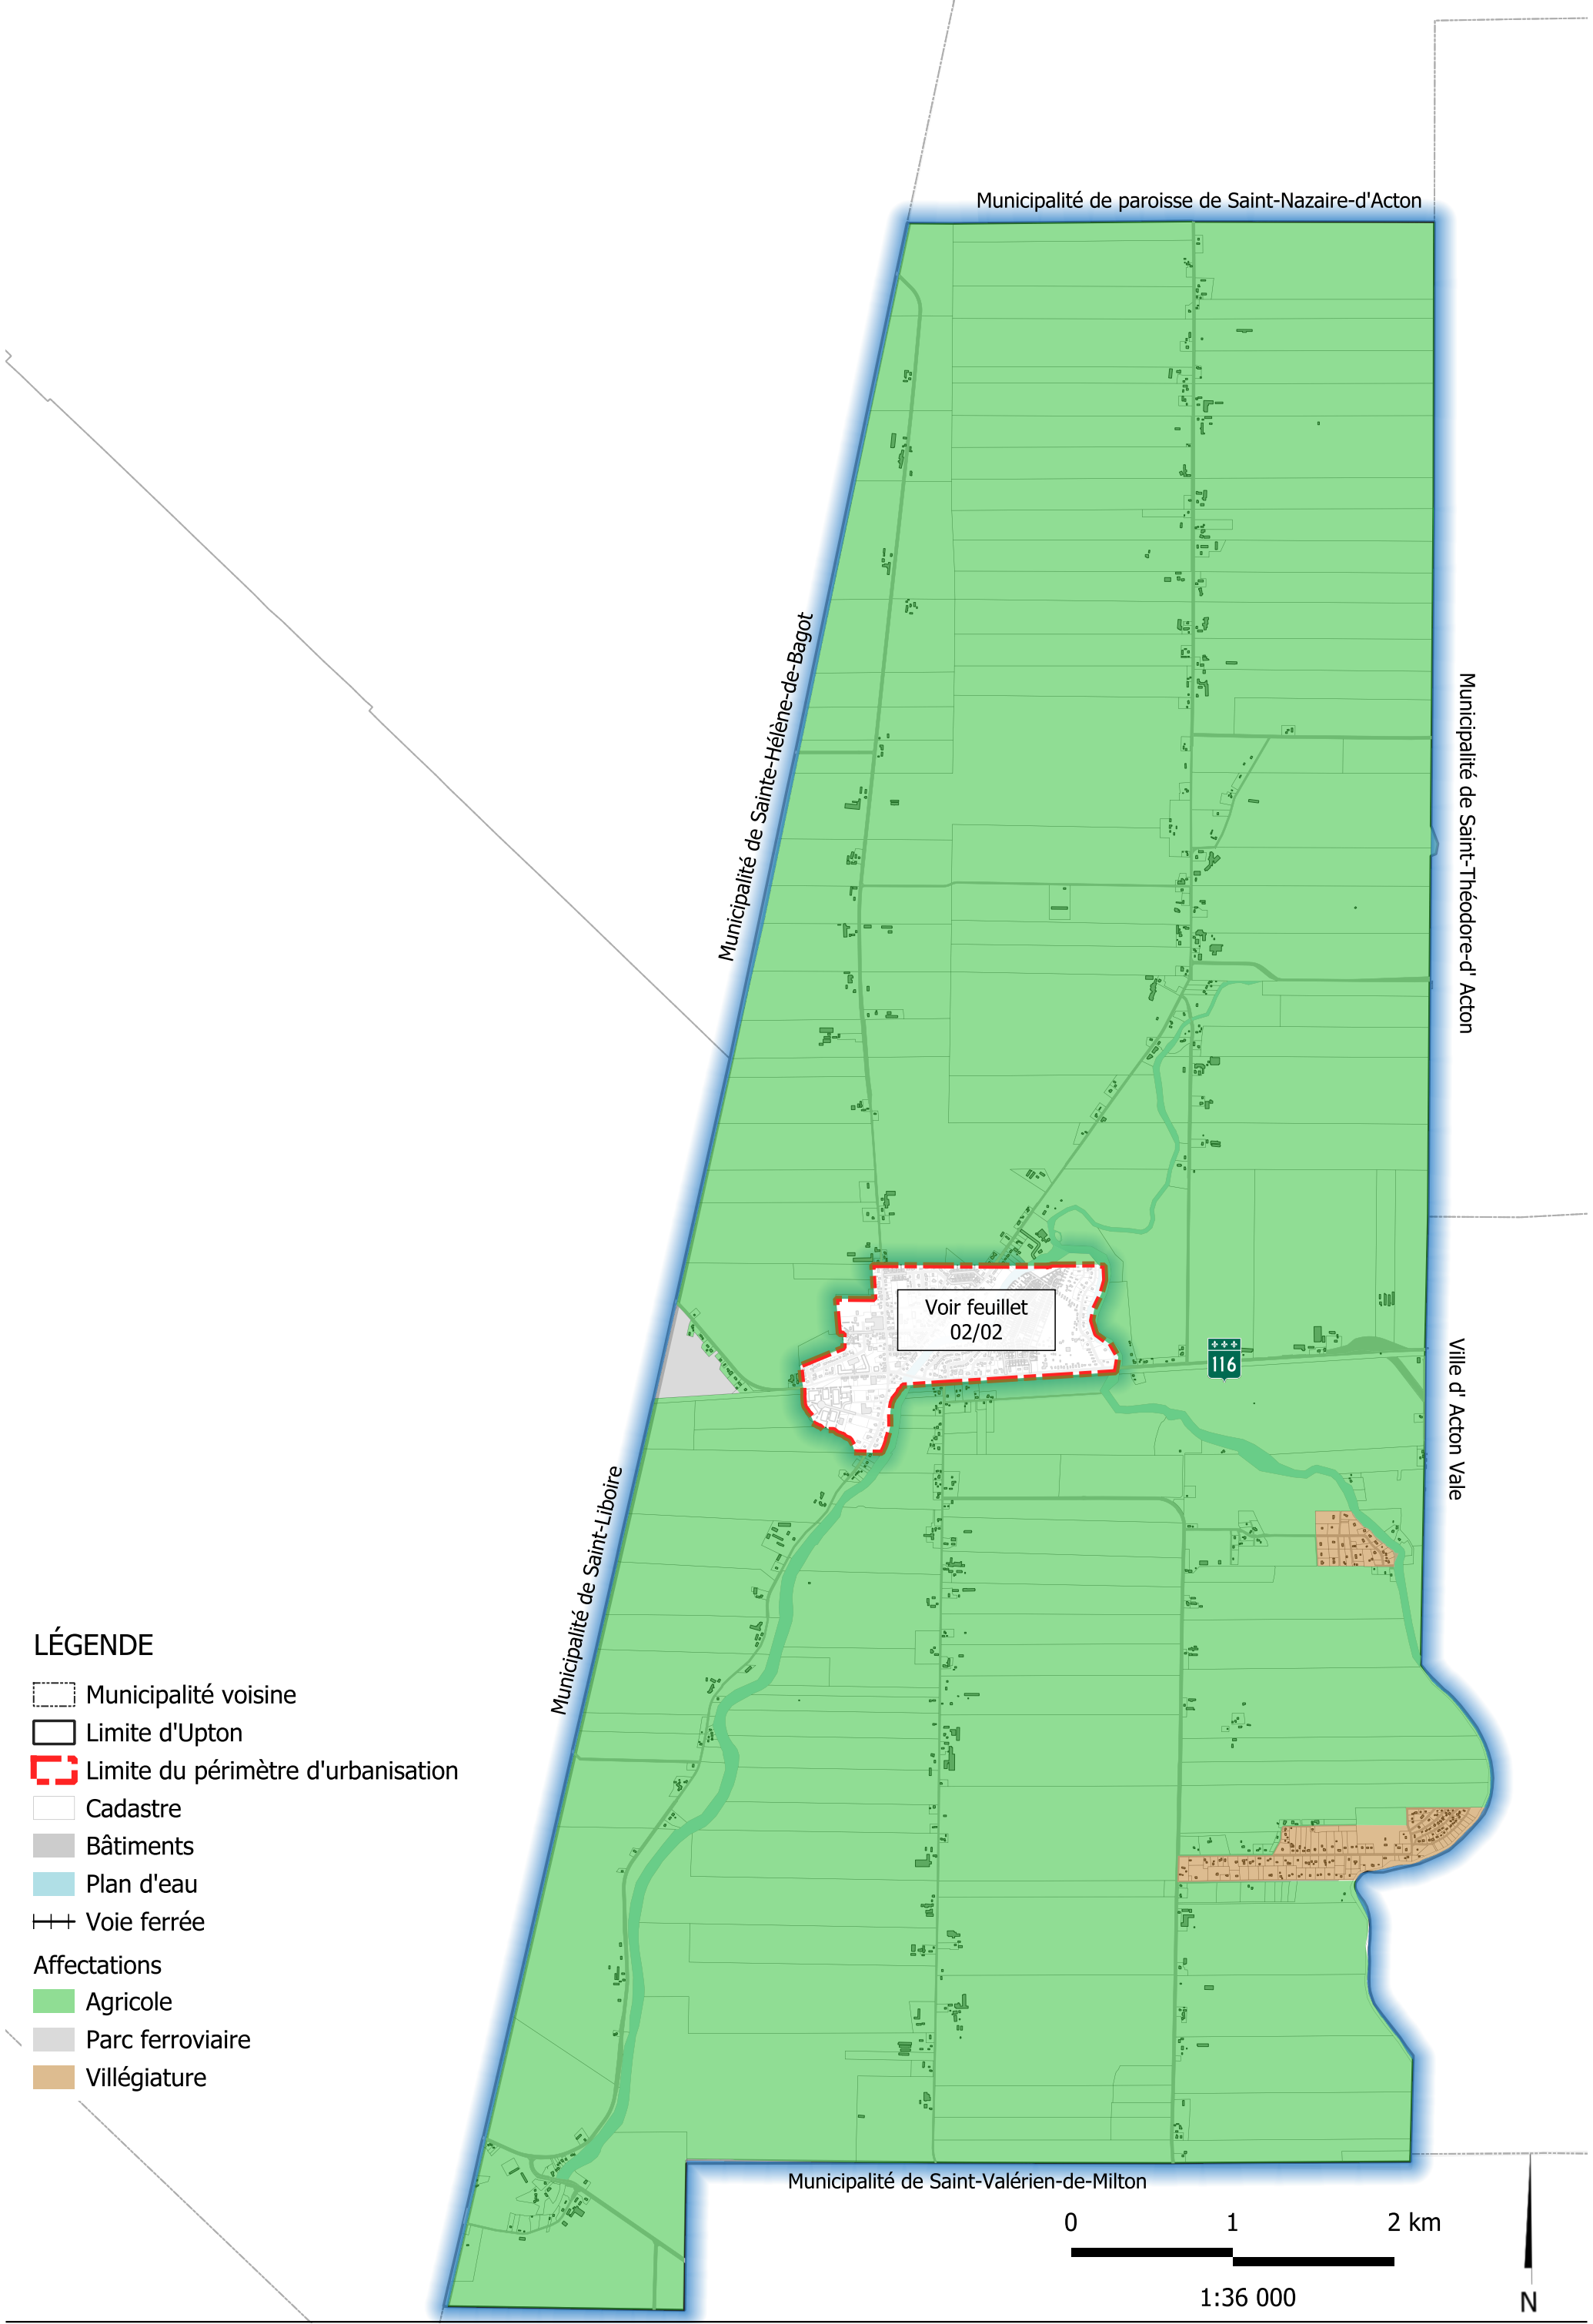 Municipalité de paroisse de Saint-Nazaire-d'Acton
Municipalité de Sainte-Hélène-de-Bagot
Municipalité de Saint-Théodore-d' Acton
Voir feuillet
02/02
116
Ville d' Acton Vale
Municipalité de Saint-Liboire
LÉGENDE
Municipalité voisine
Limite d'Upton
Limite du périmètre d'urbanisation
Cadastre
Bâtiments
Plan d'eau
Voie ferrée
Affectations
Agricole
Parc ferroviaire
Villégiature
Municipalité de Saint-Valérien-de-Milton
0 1 2 km
1:36 000
N